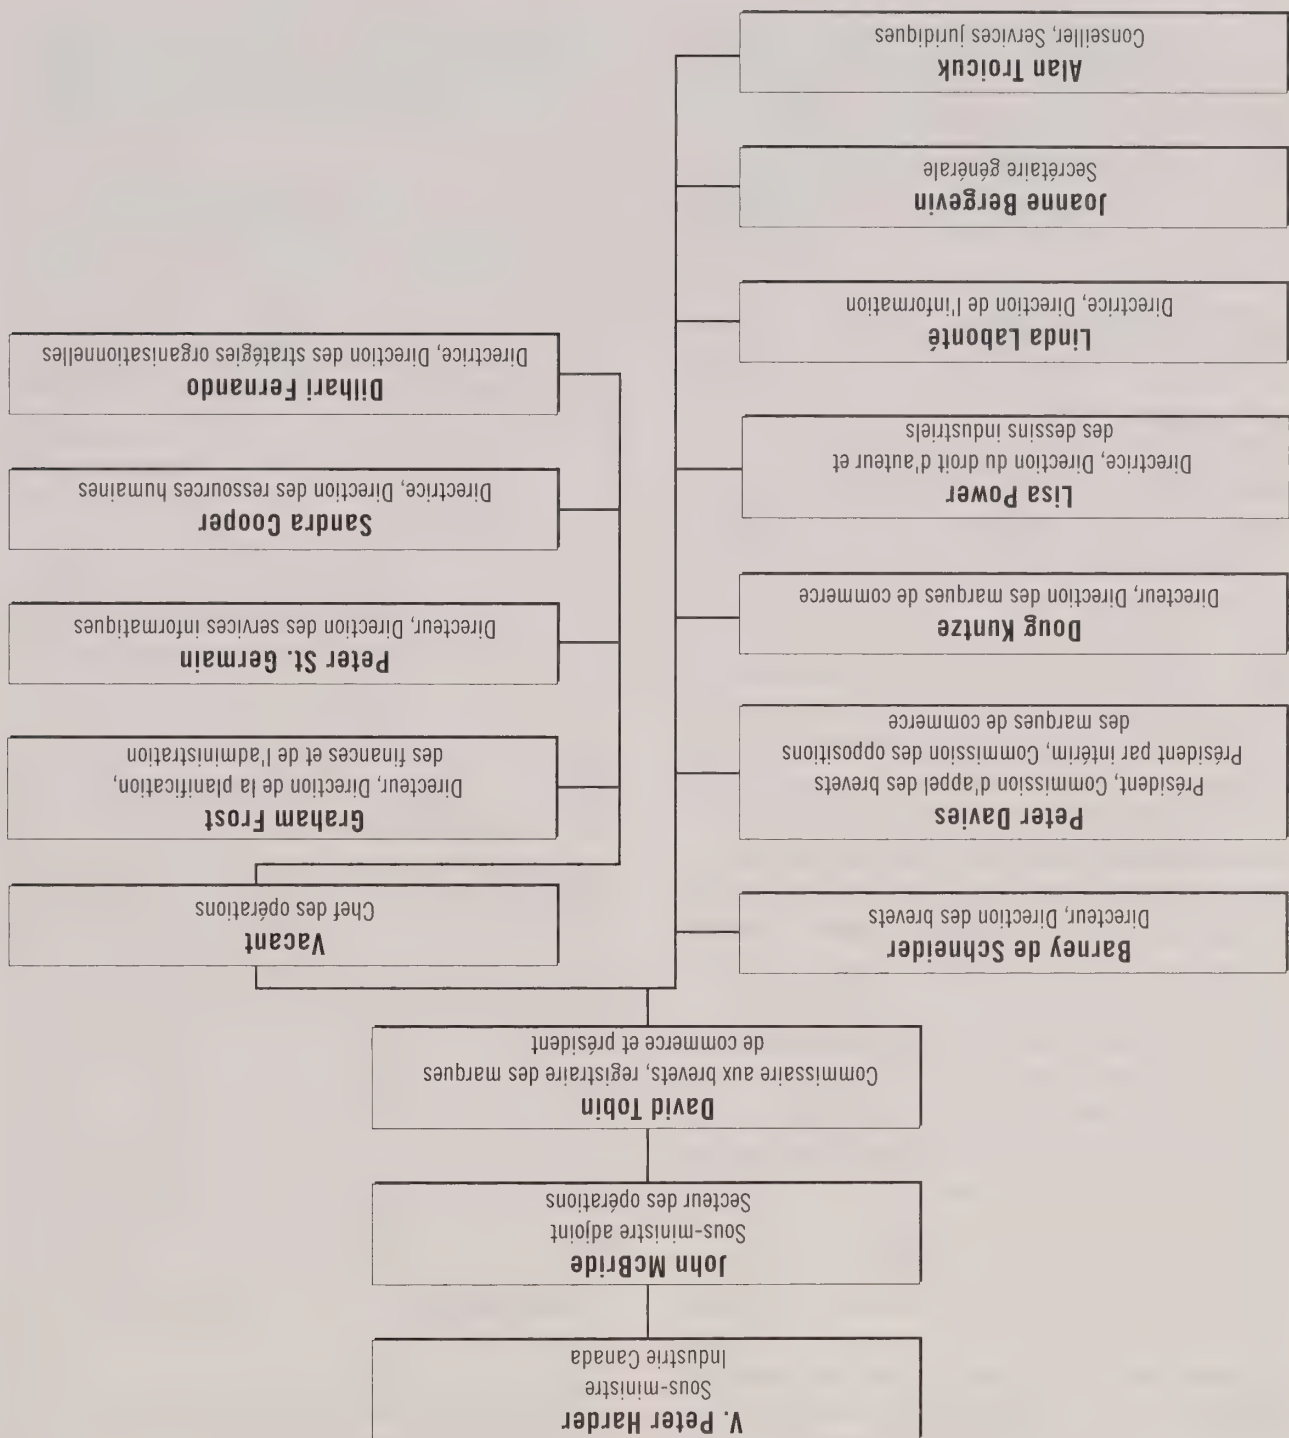 V. Peter Harder
Sous-ministre
Industrie Canada
John McBride
Sous-ministre adjoint
Secteur des opérations
David Tobin
Commissaire aux brevets, registraire des marques
de commerce et président
Barney de Schneider
Directeur, Direction des brevets
Peter Davies
Président, Commission d'appel des brevets
Président par intérim, Commission des oppositions
des marques de commerce
Doug Kuntze
Directeur, Direction des marques de commerce
Lisa Power
Directrice, Direction du droit d'auteur et
des dessins industriels
Linda Labonté
Directrice, Direction de l'information
Joanne Bergevin
Secrétaire générale
Alan Troicuk
Conseiller, Services juridiques
Vacant
Chef des opérations
Graham Frost
Directeur, Direction de la planification,
des finances et de l'administration
Peter St. Germain
Directeur, Direction des services informatiques
Sandra Cooper
Directrice, Direction des ressources humaines
Dilhari Fernando
Directrice, Direction des stratégies organisationnelles